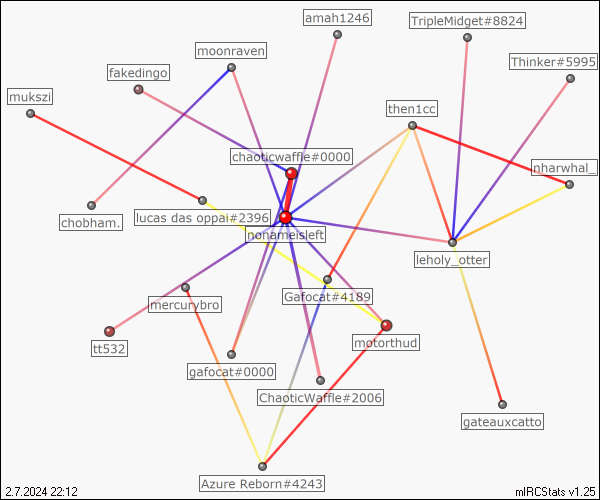 amah1246
TripleMidget#8824
moonraven
Thinker#5995
fakedingo
mukszi
then1cc
chaoticwaffle#0000
nharwhal_
lucas das oppai#2396
chobham.
nonameisleft
leholy_otter
Gafocat#4189
mercurybro
motorthud
tt532
gafocat#0000
ChaoticWaffle#2006
gateauxcatto
Azure Reborn#4243
2.7.2024 22:12
mIRCStats v1.25